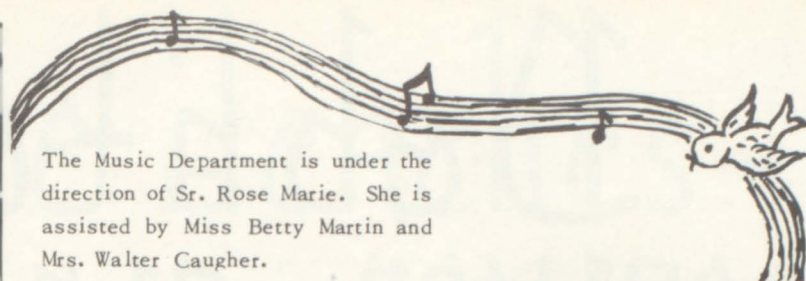 The Music Department is under the
direction of Sr. Rose Marie. She is
assisted by Miss Betty Martin and
Mrs. Walter Caugher.